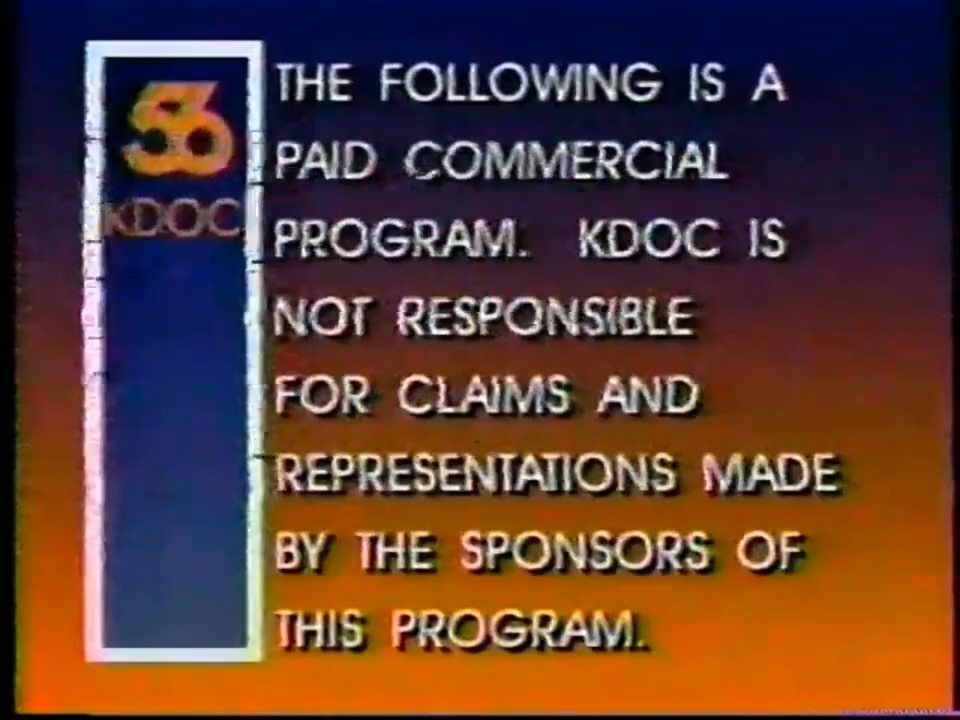 56
KDOC
THE FOLLOWING IS A
PAID COMMERCIAL
PROGRAM. KDOC IS
NOT RESPONSIBLE
FOR CLAIMS AND
REPRESENTATIONS MADE
BY THE SPONSORS OF
THIS PROGRAM.